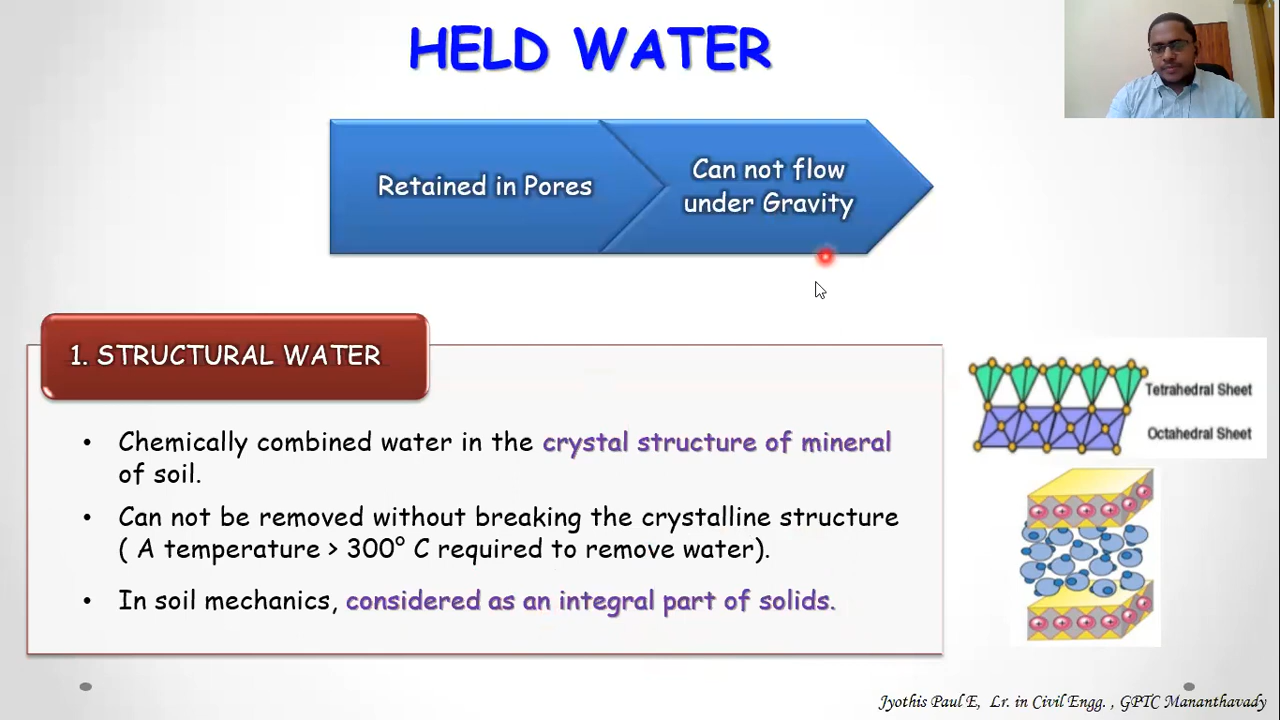 HELD WATER
Retained in Pores
Can not flow
under Gravity
1. STRUCTURAL WATER
• Chemically combined water in the crystal structure of mineral
of soil.
• Can not be removed without breaking the crystalline structure
( A temperature > 300° C required to remove water).
• In soil mechanics, considered as an integral part of solids.
Tetrahedral Sheet
Octahedral Sheet
Jyothis Paul E, Lr. in Civil Engg. , GPTC Mananthavady